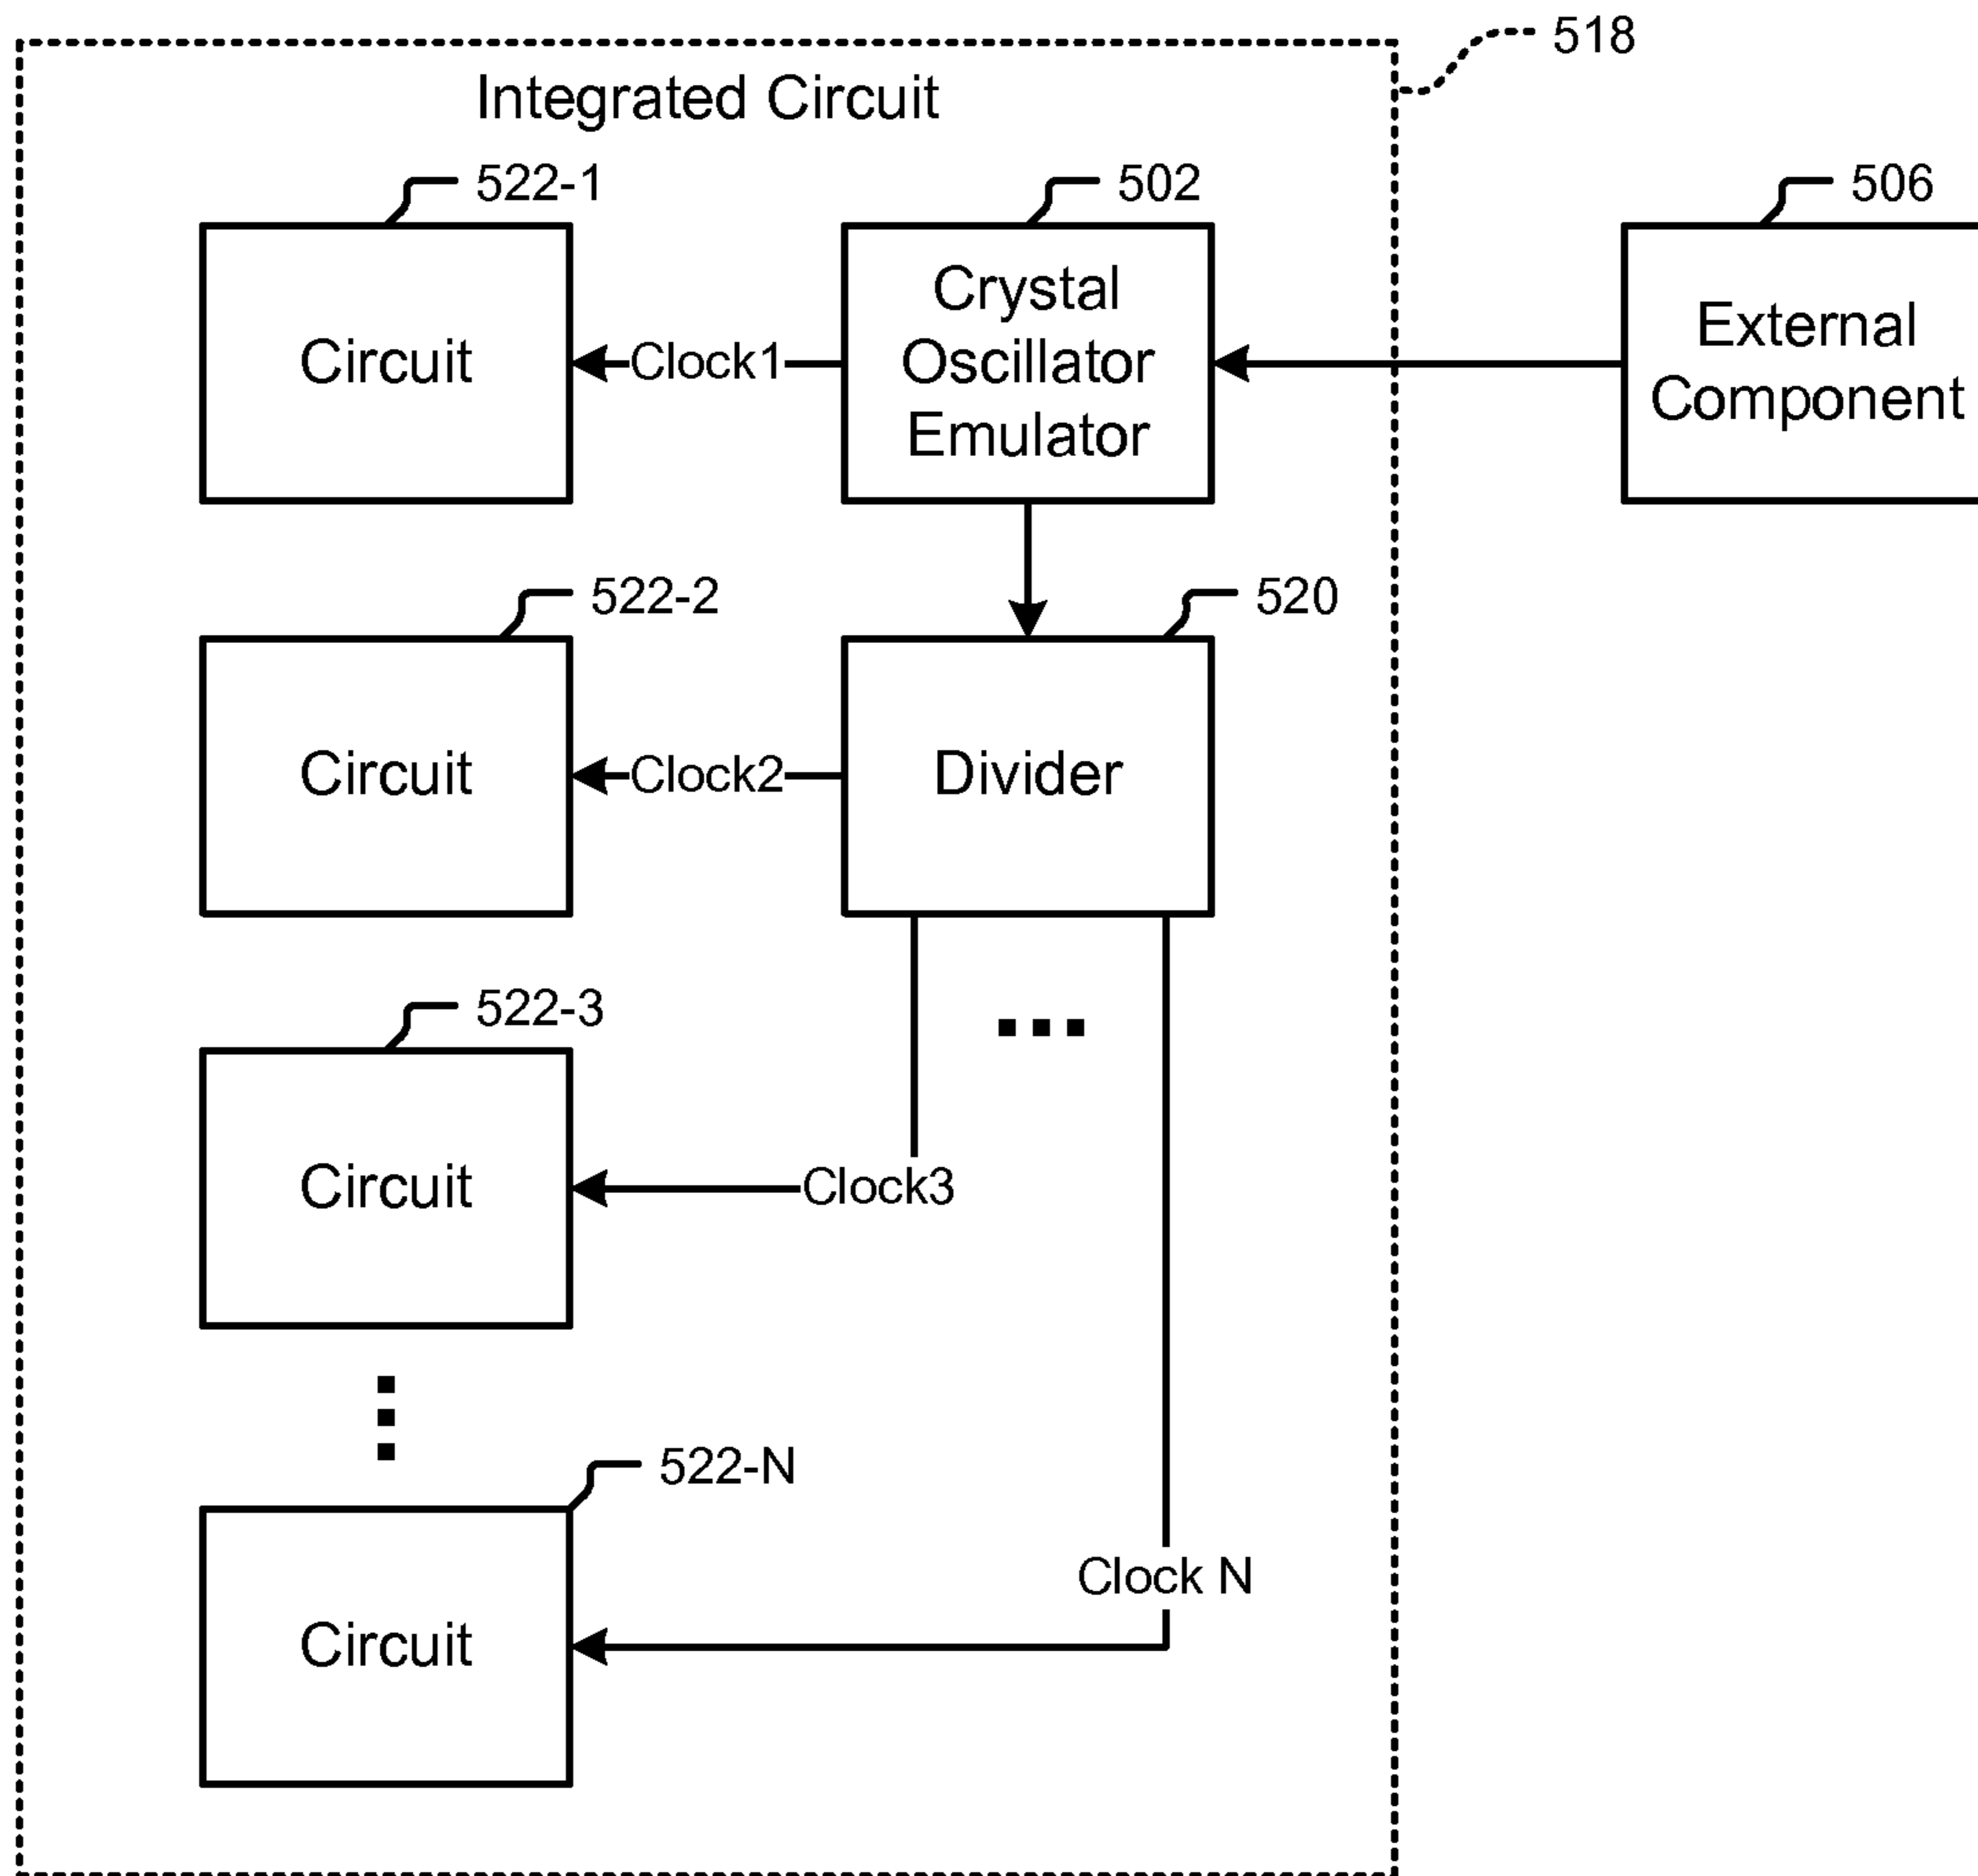 518
Integrated Circuit
522-1
502
506
Circuit
Clock1
Crystal
Oscillator
Emulator
External
Component
522-2
520
Circuit
Clock2
Divider
522-3
Circuit
Clock3
522-N
Clock N
Circuit